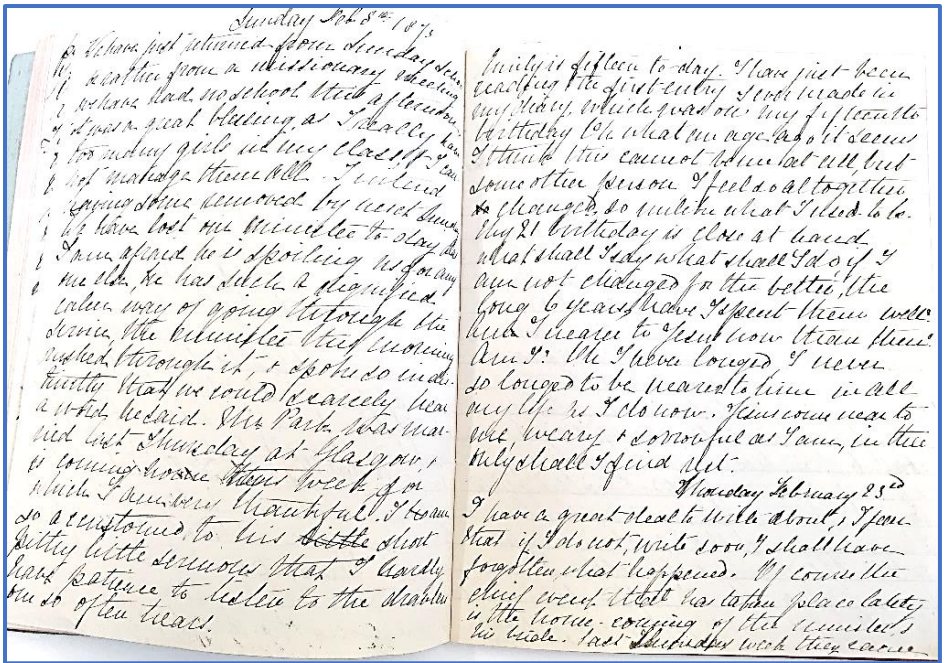 Sunday Feb 8th 187
We have just returned from Sunday
rather from a missionary meeting
we have had no school this afternoon
it was a great blessing, as I really have
too many girls in my class & I can
not manage them all. I intend
having some removed by next Sunday
We have lost our minister to-day &
I am afraid he is spoiling us for any
one else, he has such a dignified
calm way of going through the
service, the minister this morning
rushed through it, & spoke so indis-
tinctly that we could scarcely hear
a word he said. Mr Park was mar-
ried last Thursday at Glasgow, &
is coming home this week for
which I am very thankful. I am
so accustomed to his little short
pithy little sermons that I hardly
have patience to listen to the
one so often hears.
Emily is fifteen to-day. I have just been
reading the first entry I ever made in
my diary, which was on my fifteenth
birthday Oh what an age ago it seems
I think this cannot be me at all, but
some other person I feel so altogether
so changed, so unlike what I used to be.
My 21 birthday is close at hand
what shall I say what shall I do if I
am not changed for the better, the
long 6 years, have I spent them well?
Am I nearer to Jesus now than then?
Am I? Oh I never longed, I never
so longed to be nearer to him in all
my life as I do now. Jesus come near to
me, weary & sorrowful as I am, in thee
only shall I find rest
Monday February 23rd
I have a great deal to write about, & I fear
that if I do not, write soon, I shall have
forgotten, what happened. Of course the
chief event that has taken place lately
is the home-coming of the minister &
his bride. Last Thursday week they came